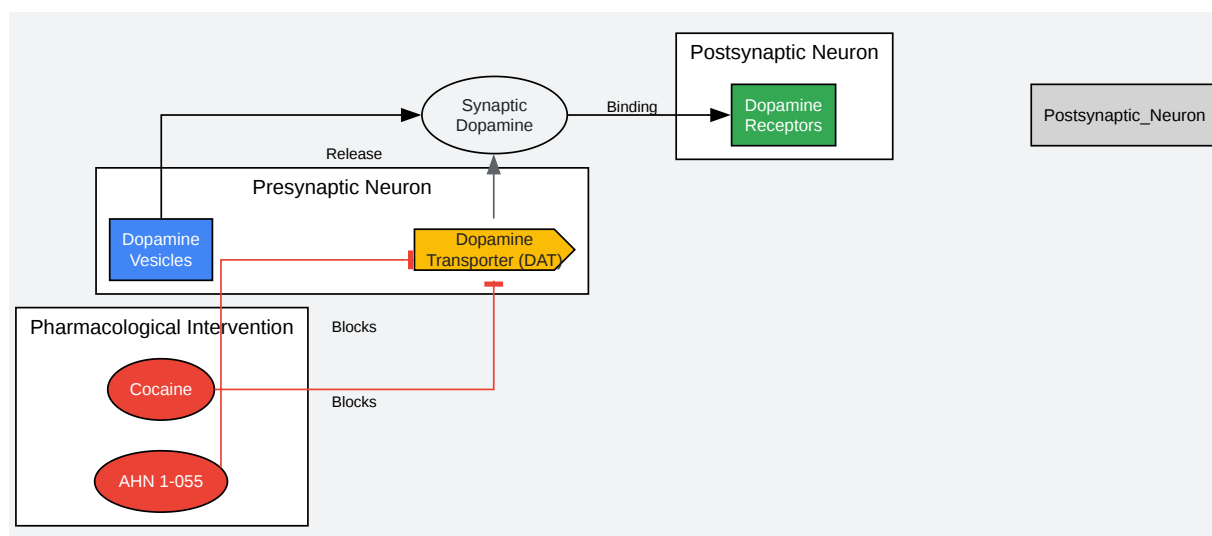 Postsynaptic Neuron
Synaptic
Dopamine
Binding
Dopamine
Receptors
Postsynaptic_Neuron
Release
Presynaptic Neuron
Dopamine
Vesicles
Dopamine
Transporter (DAT)
Pharmacological Intervention
Blocks
Cocaine
Blocks
AHN 1-055